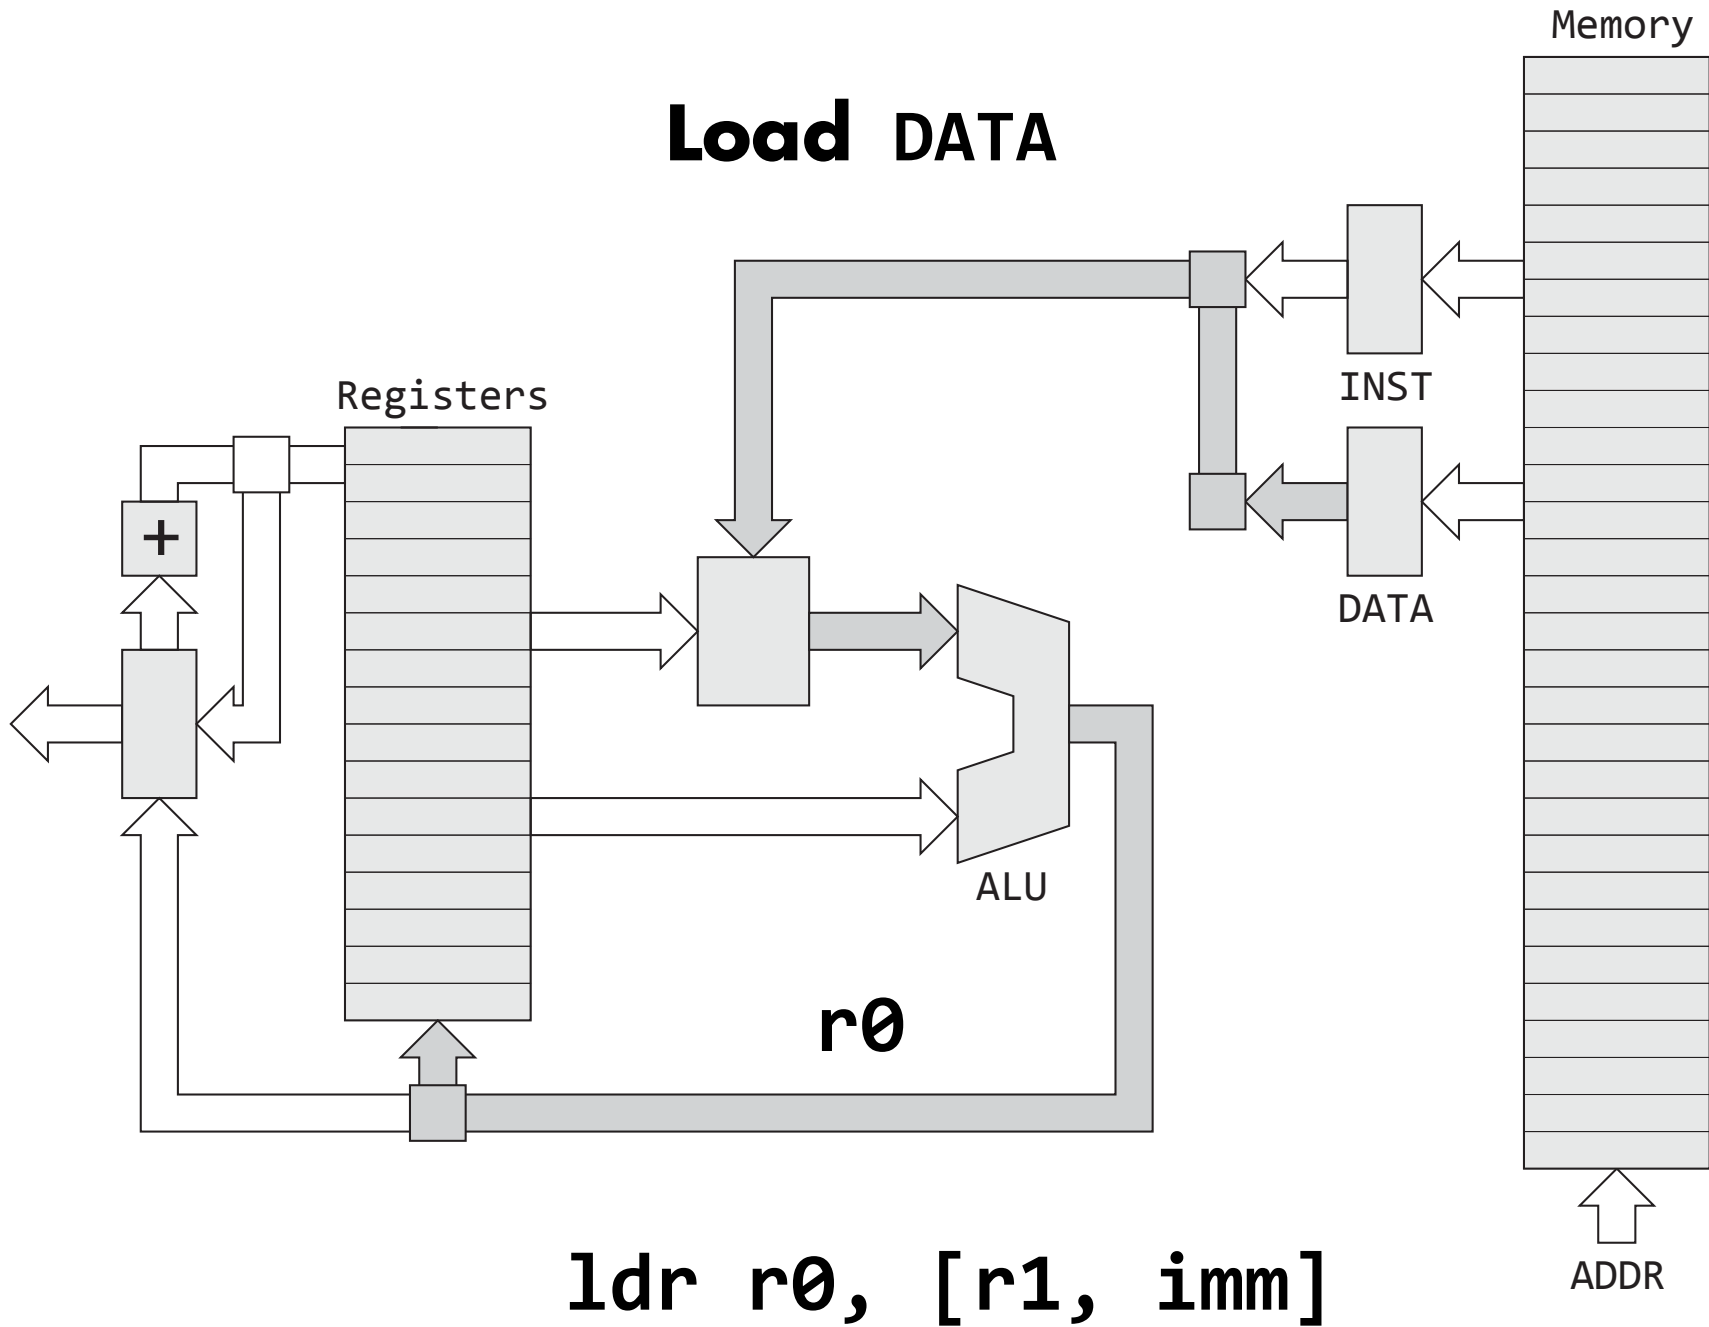 Memory
Load DATA
INST
Registers
+
DATA
ALU
r0
ADDR
ldr r0, [r1, imm]